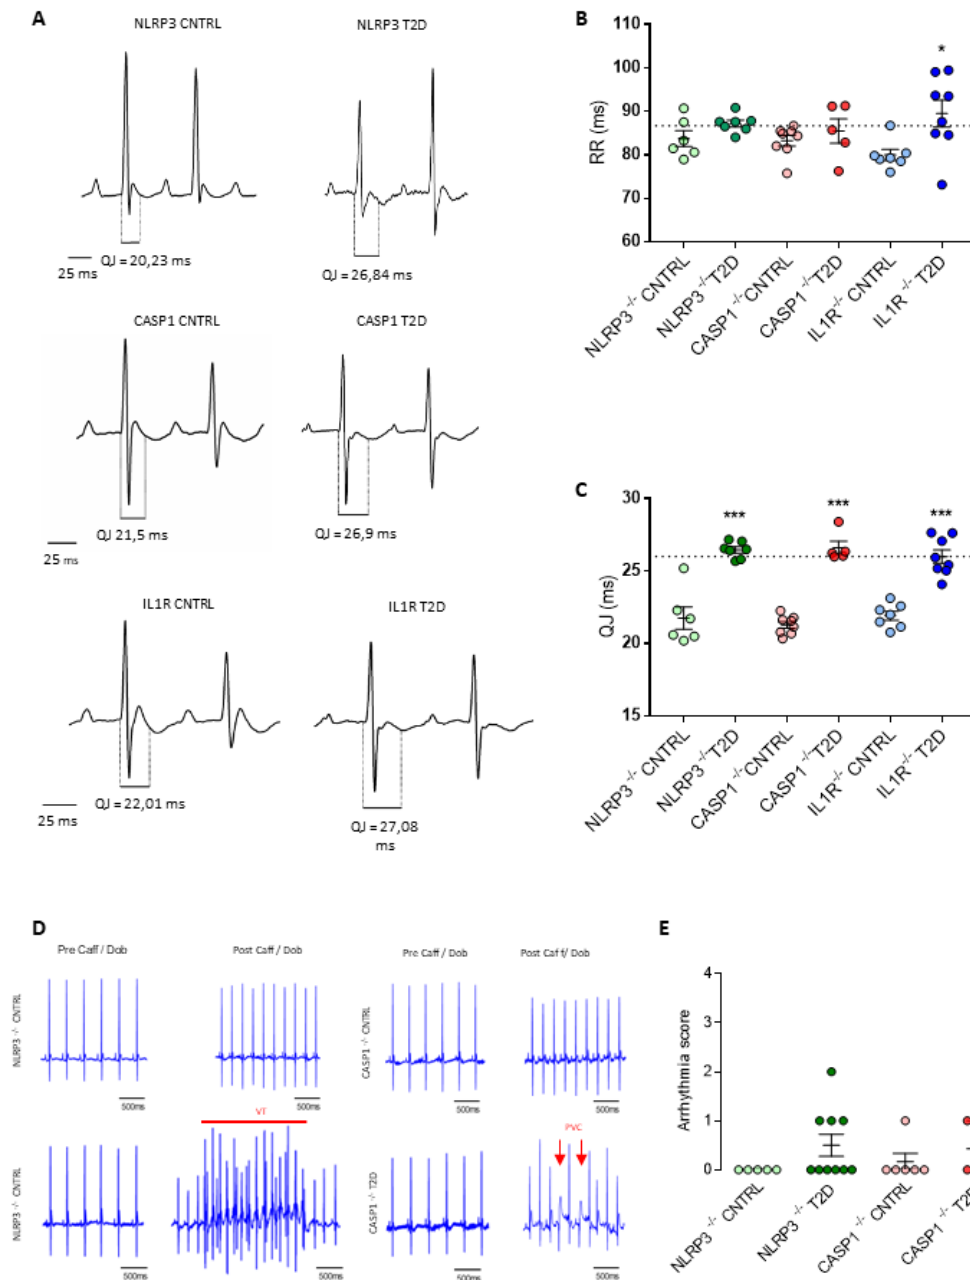 A
NLRP3 CNTRL
NLRP3 T2D
25 ms
QJ = 20,23 ms
QJ = 26,84 ms
CASP1 CNTRL
CASP1 T2D
25 ms
QJ 21,5 ms
QJ = 26,9 ms
IL1R CNTRL
IL1R T2D
25 ms
QJ = 22,01 ms
QJ = 27,08
ms
B
RR (ms)
110
100
90
80
70
60
*
NLRP3 -/- CNTRL
NLRP3 -/- T2D
CASP1 -/- CNTRL
CASP1 -/- T2D
IL1R -/- CNTRL
IL1R -/- T2D
C
QJ (ms)
30
25
20
15
***
***
***
NLRP3 -/- CNTRL
NLRP3 -/- T2D
CASP1 -/- CNTRL
CASP1 -/- T2D
IL1R -/- CNTRL
IL1R -/- T2D
D
Pre Caff / Dob
Post Caff / Dob
Pre Caff / Dob
Post Caff / Dob
NLRP3 -/- CNTRL
CASP1 -/- CNTRL
500ms
500ms
500ms
500ms
VT
PVC
NLRP3 -/- CNTRL
CASP1 -/- T2D
500ms
500ms
500ms
500ms
E
Arrhythmia score
4
3
2
1
0
NLRP3 -/- CNTRL
NLRP3 -/- T2D
CASP1 -/- CNTRL
CASP1 -/- T2D